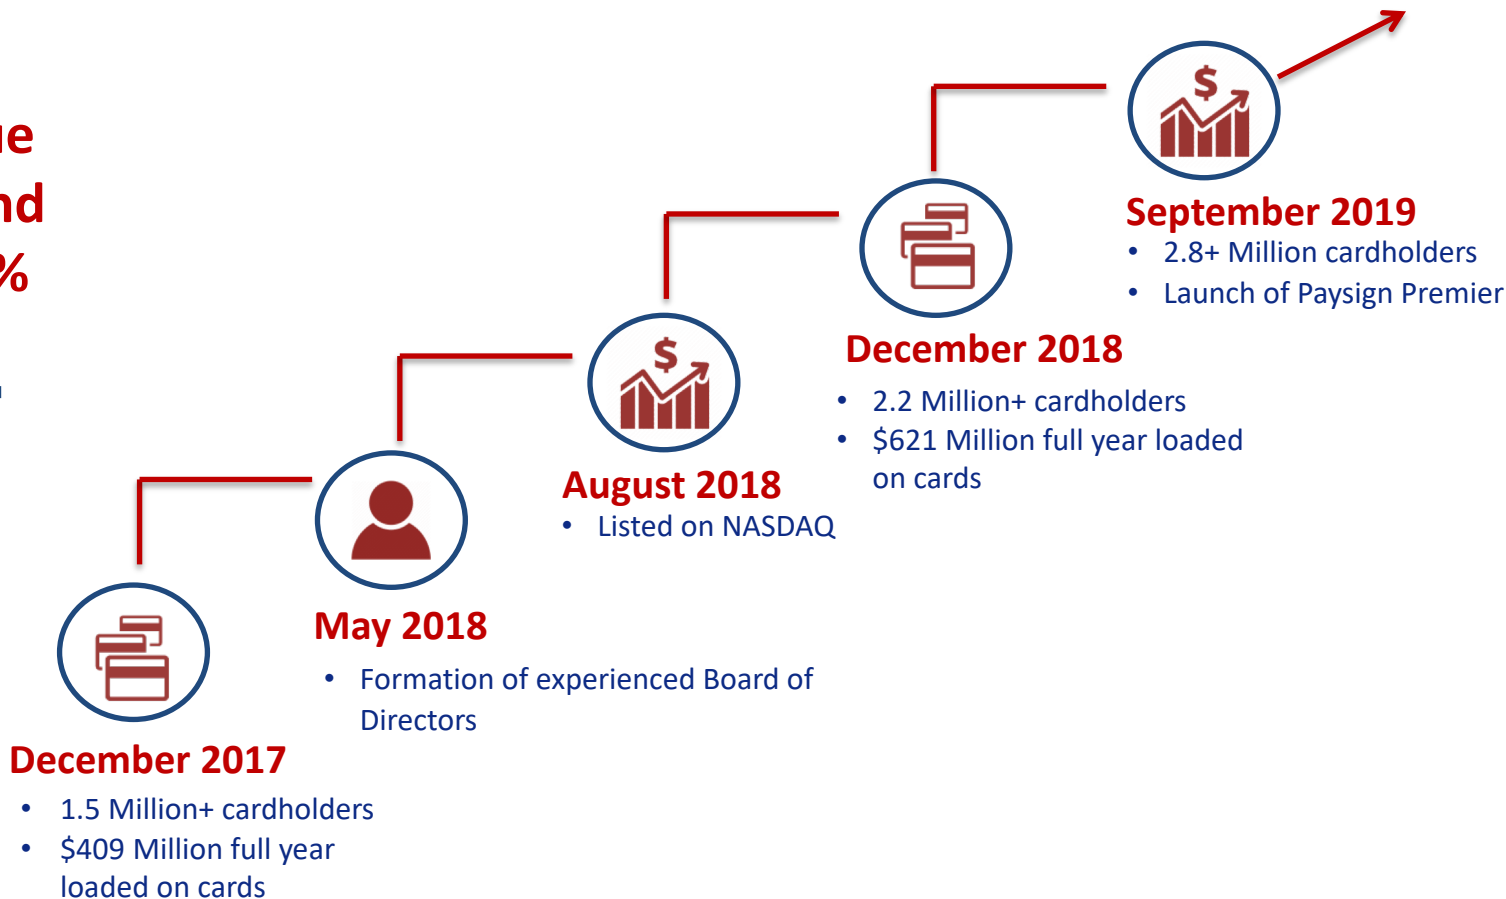 September 2019
• 2.8+ Million cardholders
• Launch of Paysign Premier
December 2018
• 2.2 Million+ cardholders
• $621 Million full year loaded
on cards
August 2018
• Listed on NASDAQ
May 2018
• Formation of experienced Board of
Directors
December 2017
• 1.5 Million+ cardholders
• $409 Million full year
loaded on cards
%